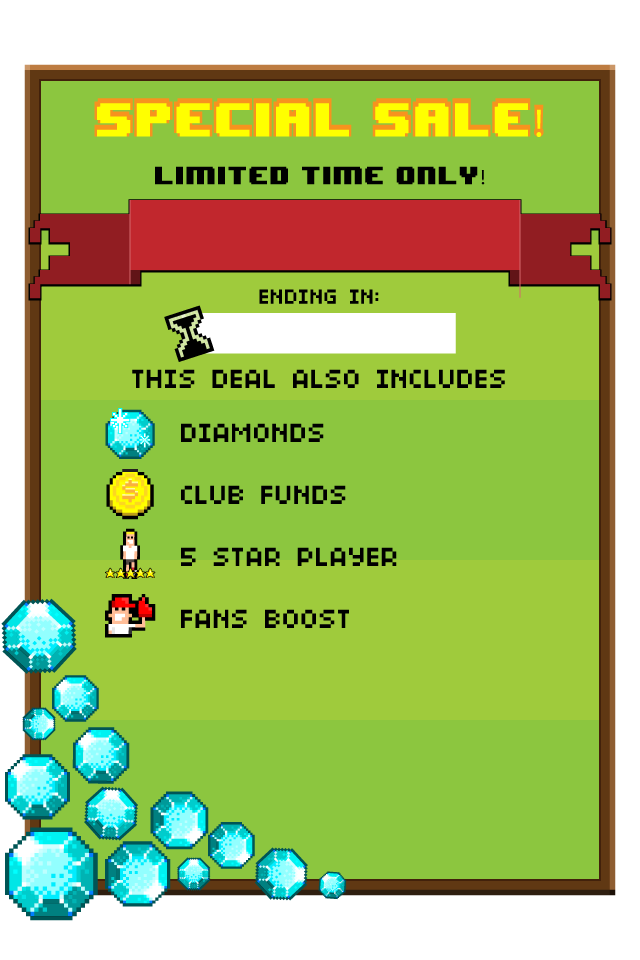 SPECIAL SALE!
LIMITED TIME ONLY!
ENDING IN:
THIS DEAL ALSO INCLUDES
DIAMONDS
$ CLUB FUNDS
5 STAR PLAYER
FANS BOOST